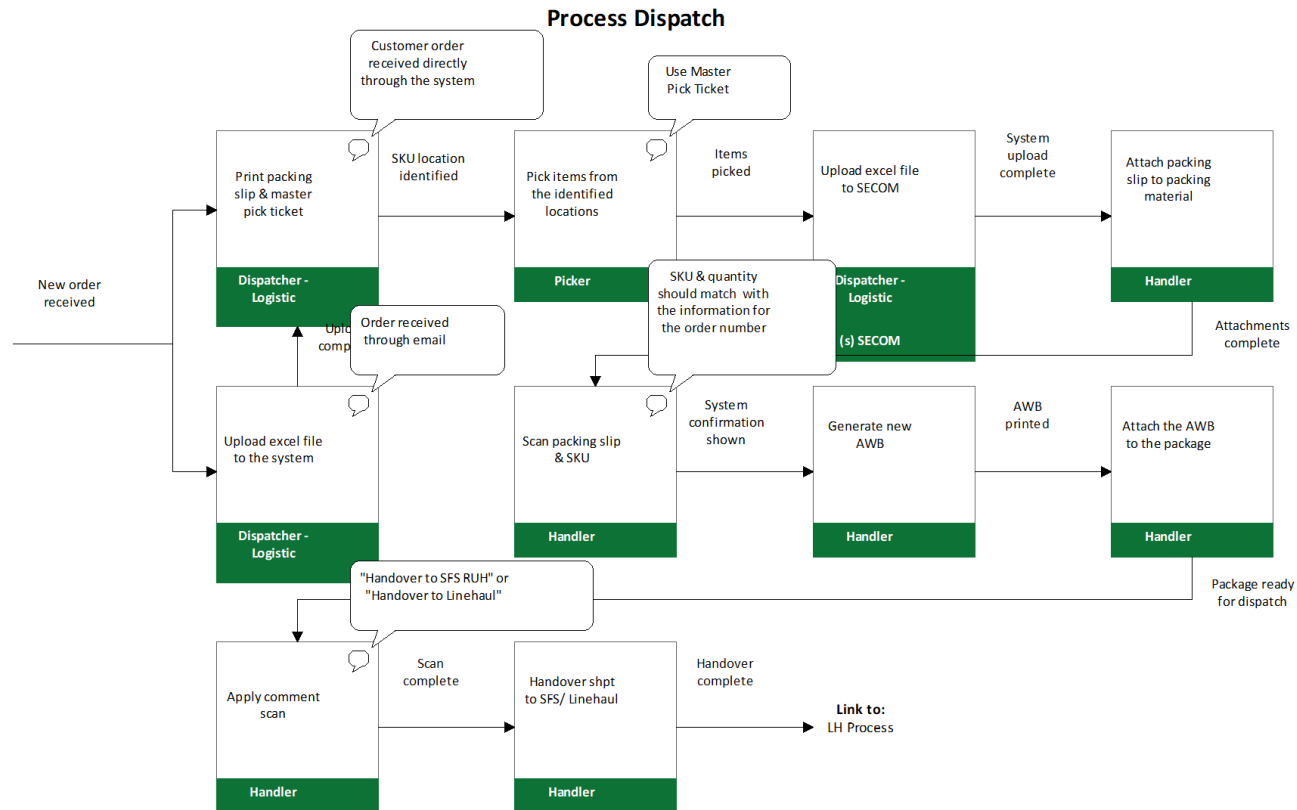 Process Dispatch
Customer order
received directly
through the system
Use Master
Pick Ticket
Print packing
slip & master
pick ticket
Dispatcher -
Logistic
SKU location
identified
Pick items from
the identified
locations
Picker
Items
picked
Upload excel file
to SECOM
Dispatcher -
Logistic
(s) SECOM
System
upload
complete
Attach packing
slip to packing
material
Handler
New order
received
Order received
through email
SKU & quantity
should match with
the information for
the order number
Attachments
complete
Upload excel file
to the system
Dispatcher -
Logistic
Scan packing slip
& SKU
Handler
System
confirmation
shown
Generate new
AWB
Handler
AWB
printed
Attach the AWB
to the package
Handler
"Handover to SFS RUH" or
"Handover to Linehaul"
Package ready
for dispatch
Apply comment
scan
Handler
Scan
complete
Handover shpt
to SFS/ Linehaul
Handler
Handover
complete
Link to:
LH Process